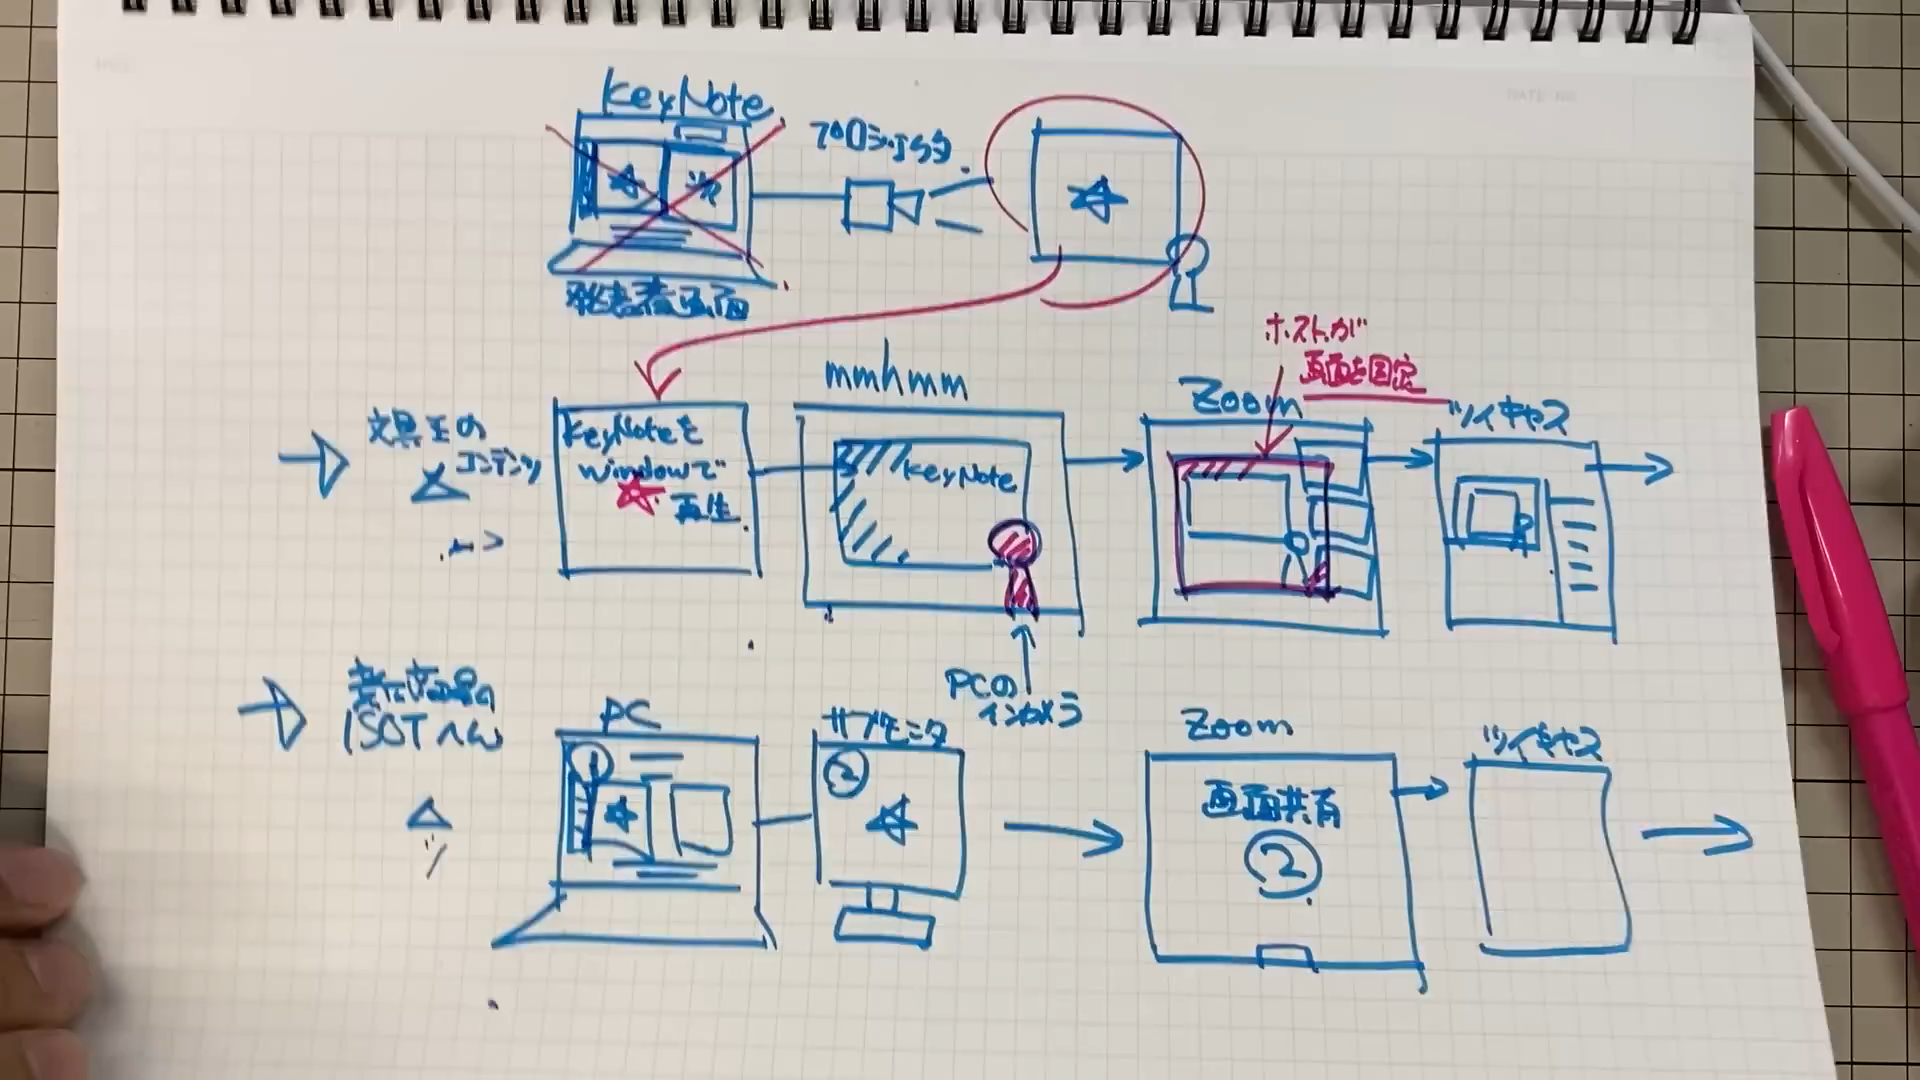 KeyNote
プロジェクタ
発表者画面
ホストが
画面を固定
mmhmm
Zoom
ツイキャス
文具王の
コンテンツ
KeyNoteを
windowで
再生
KeyNote
PCの
インカメラ
ISOTへん
PC
サブモニタ
Zoom
ツイキャス
②
画面共有
②